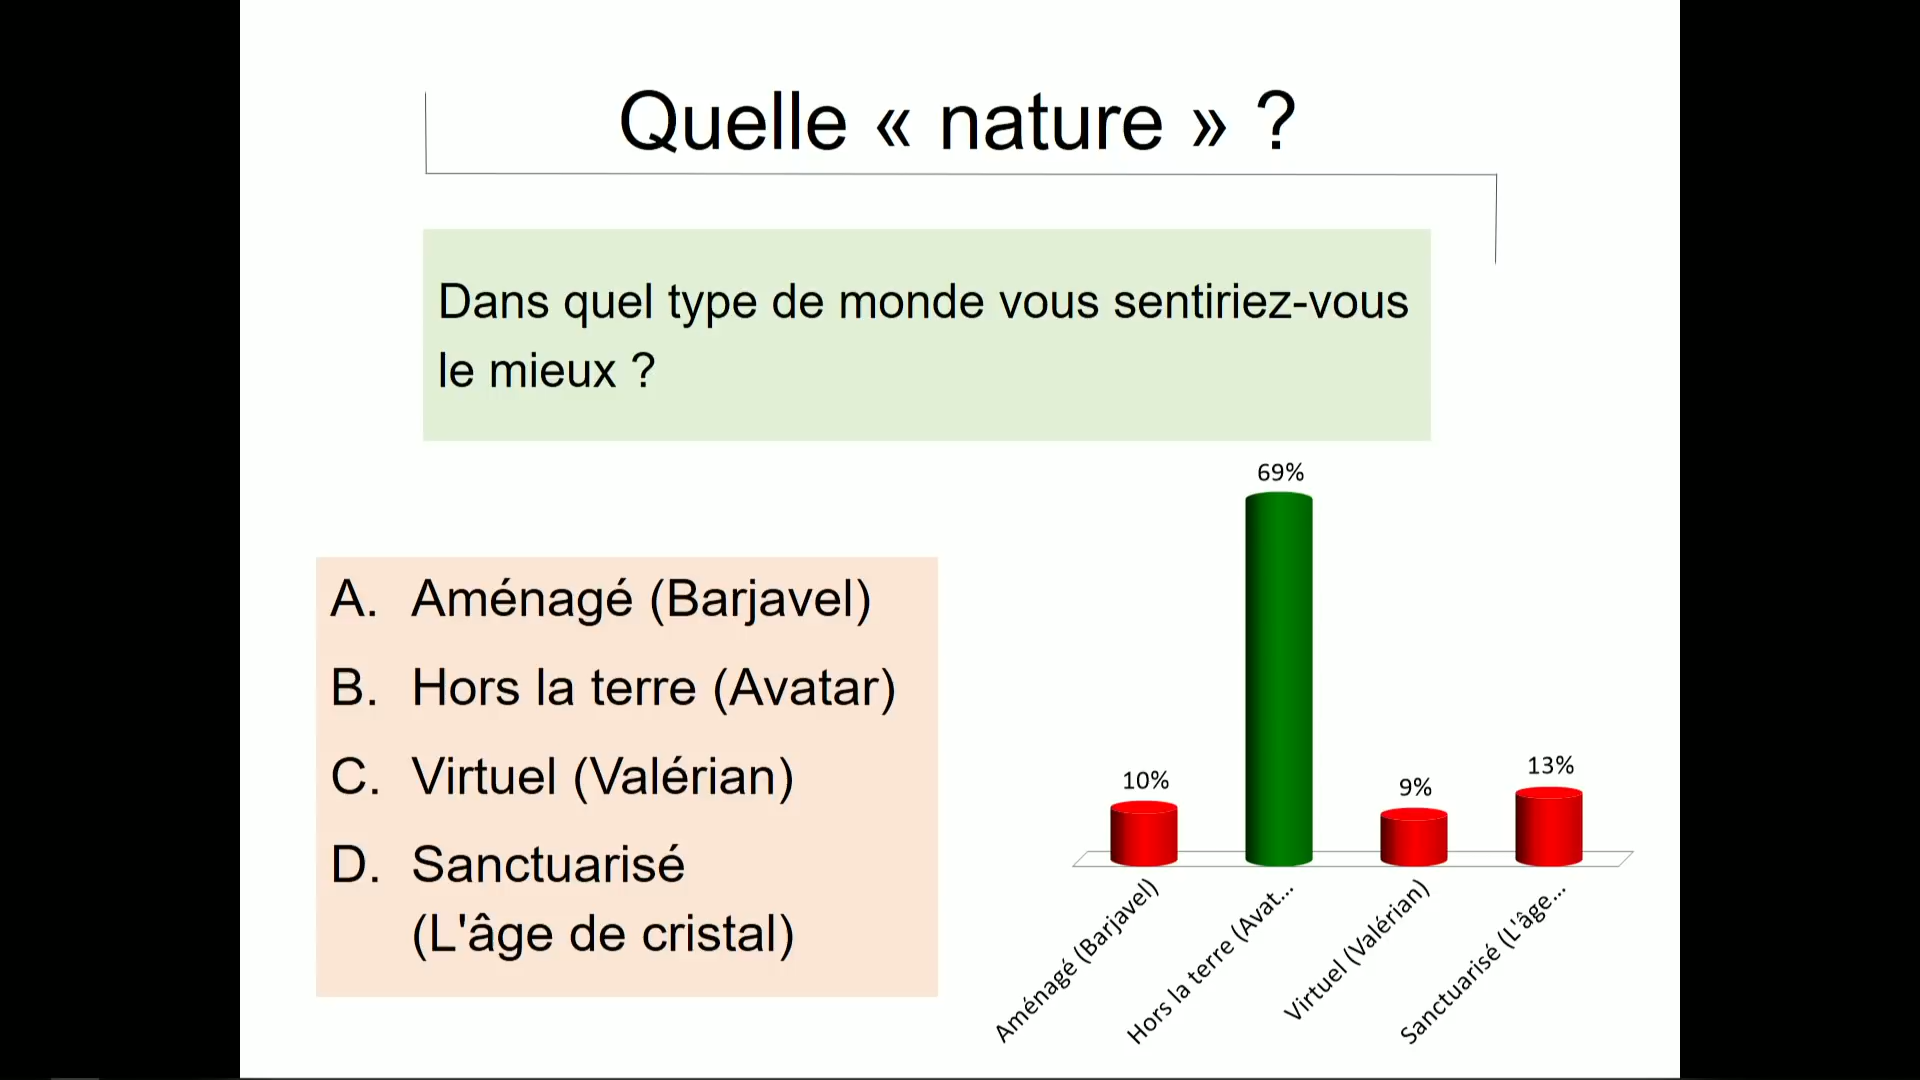 Quelle « nature » ?
Dans quel type de monde vous sentiriez-vous
le mieux ?
A. Aménagé (Barjavel)
B. Hors la terre (Avatar)
C. Virtuel (Valérian)
D. Sanctuarisé
(L'âge de cristal)
10%
69%
9%
13%
Aménagé (Barjavel)
Hors la terre (Avat...
Virtuel (Valérian)
Sanctuarisé (L'âge...